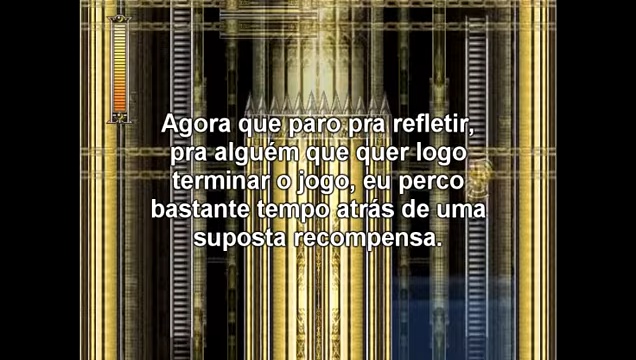 Agora que paro pra refletir,
pra alguém que quer logo
terminar o jogo, eu perco
bastante tempo atrás de uma
suposta recompensa.